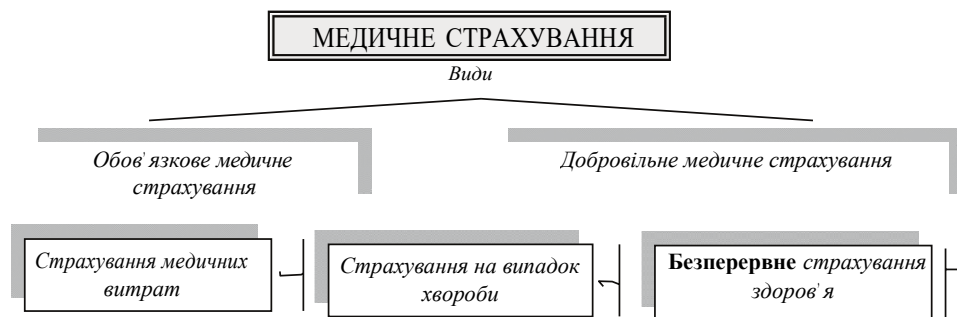 МЕДИЧНЕ СТРАХУВАННЯ
Види
Обов'язкове медичне
страхування
Добровільне медичне страхування
Страхування медичних
витрат
Страхування на випадок
хвороби
Безперервне страхування
здоров'я